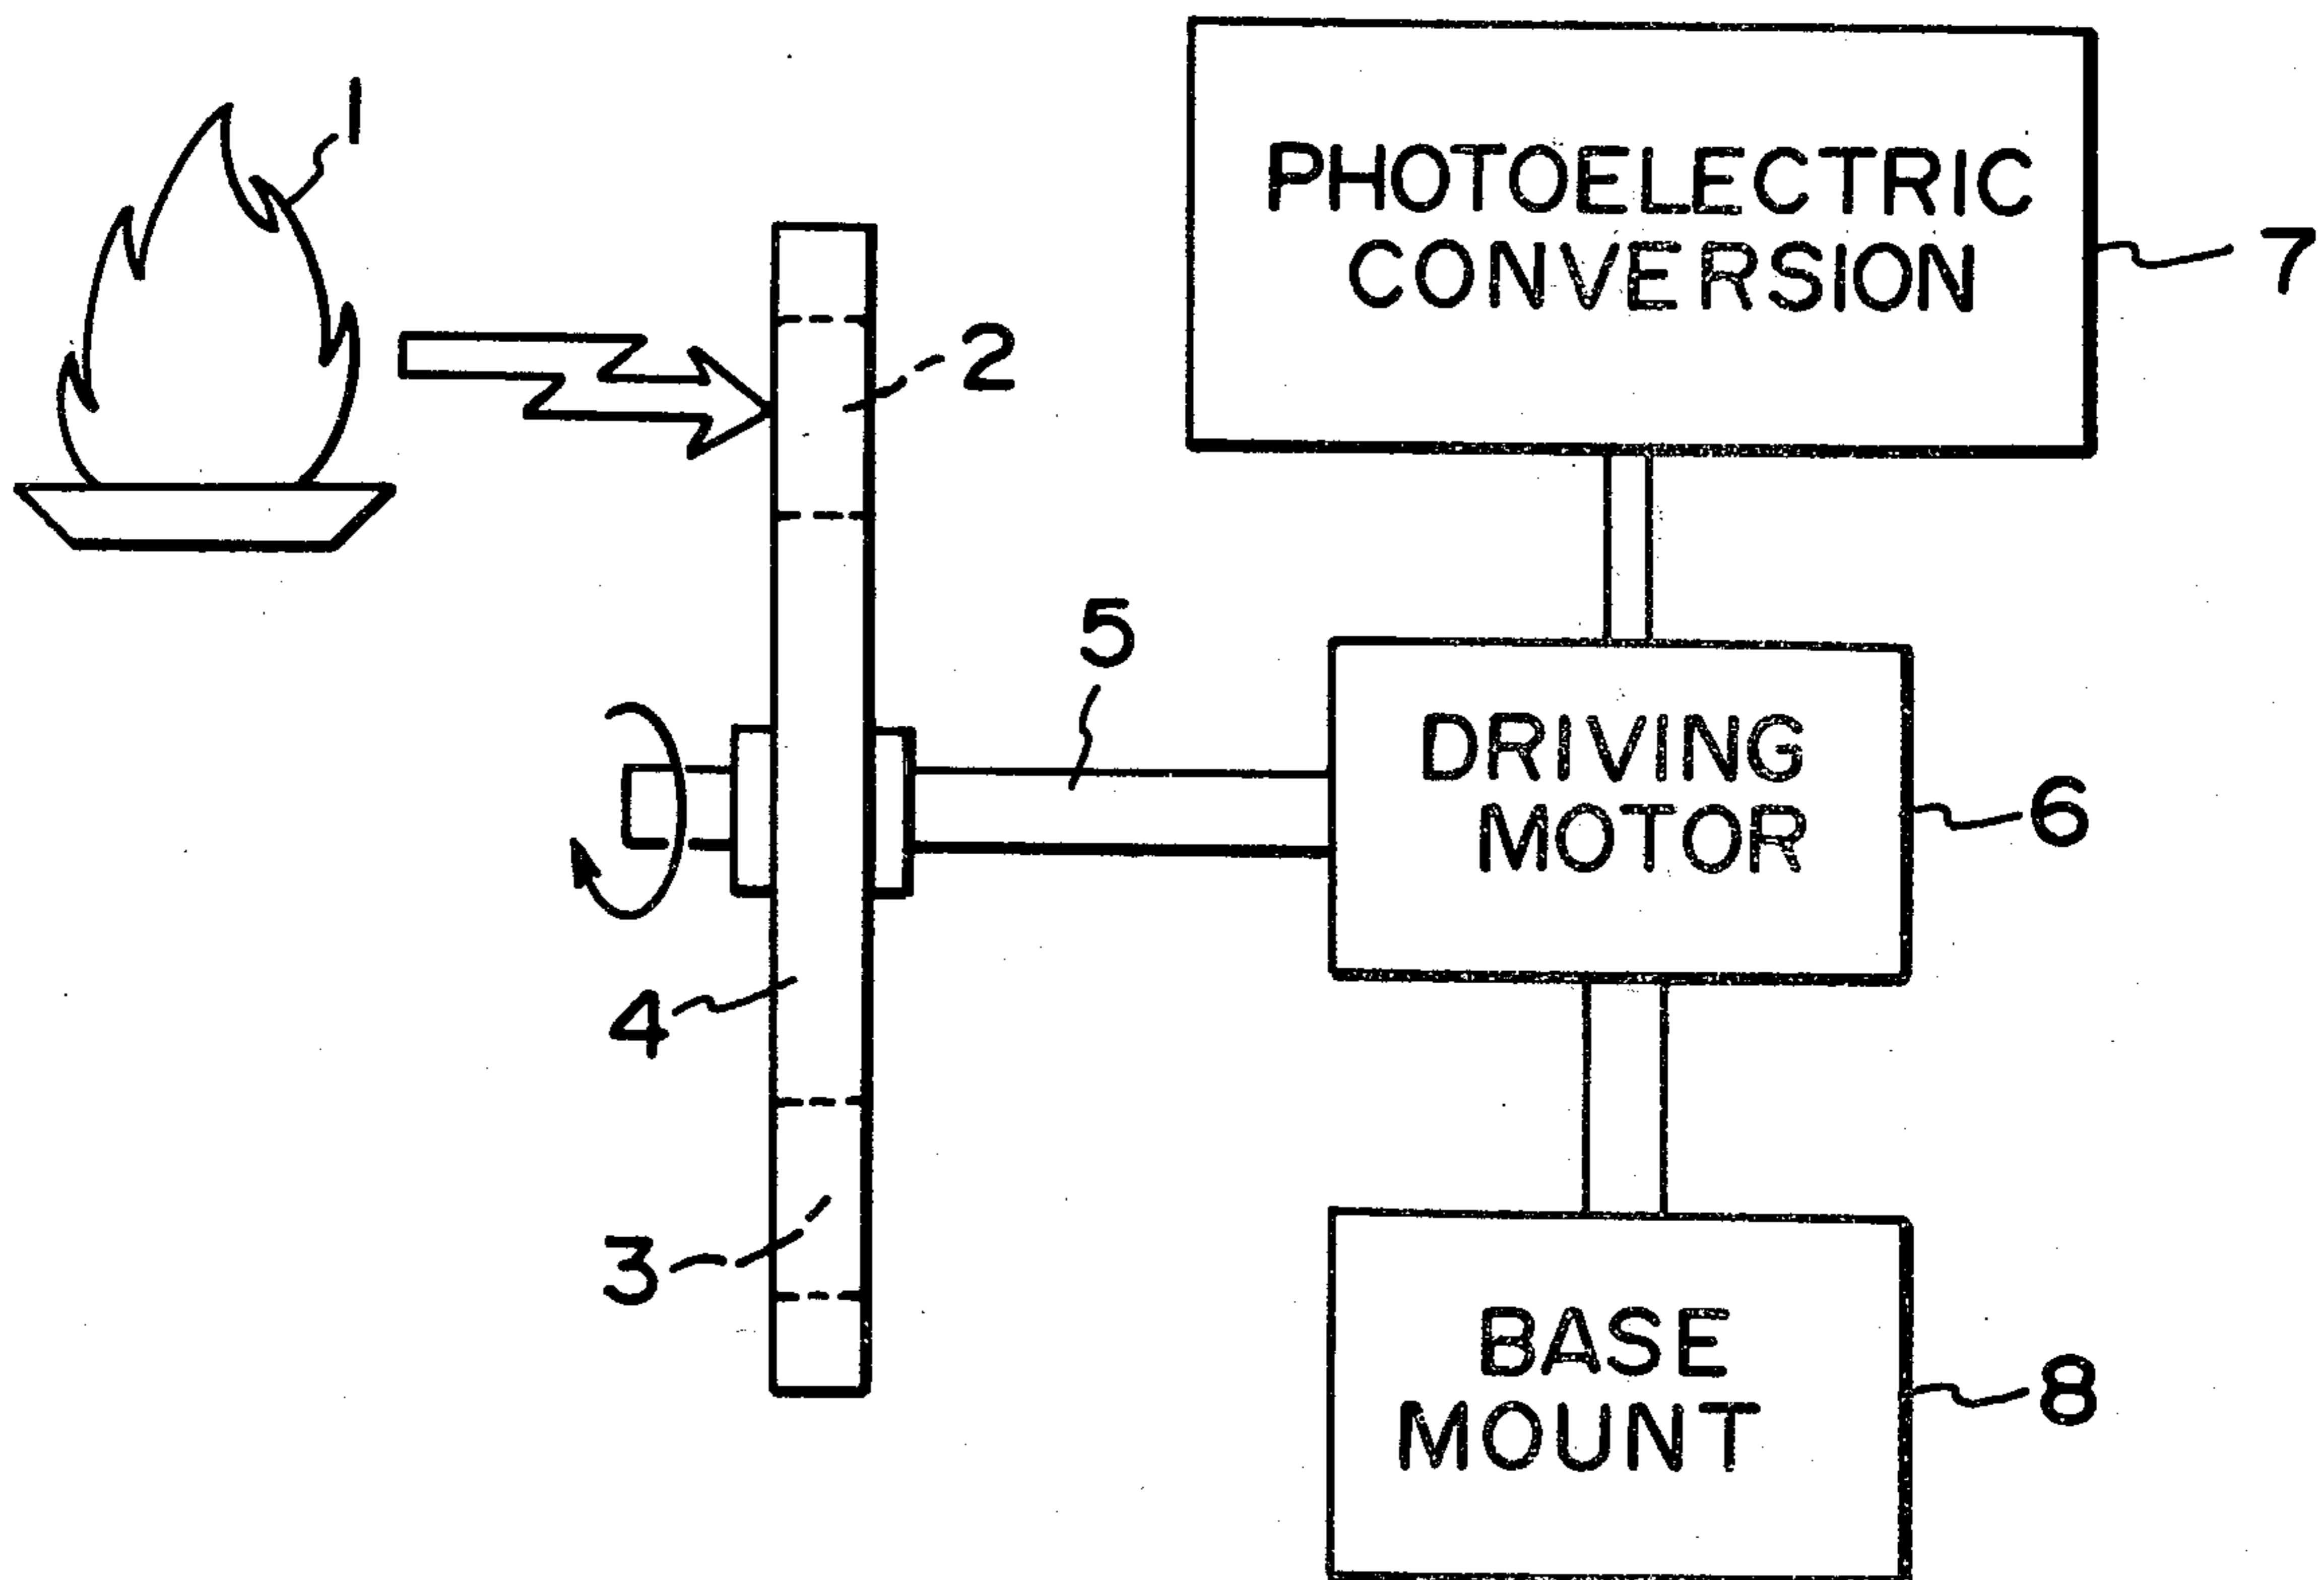 1
PHOTOELECTRIC
CONVERSION
7
2
5
DRIVING
MOTOR
6
4
3
BASE
MOUNT
8